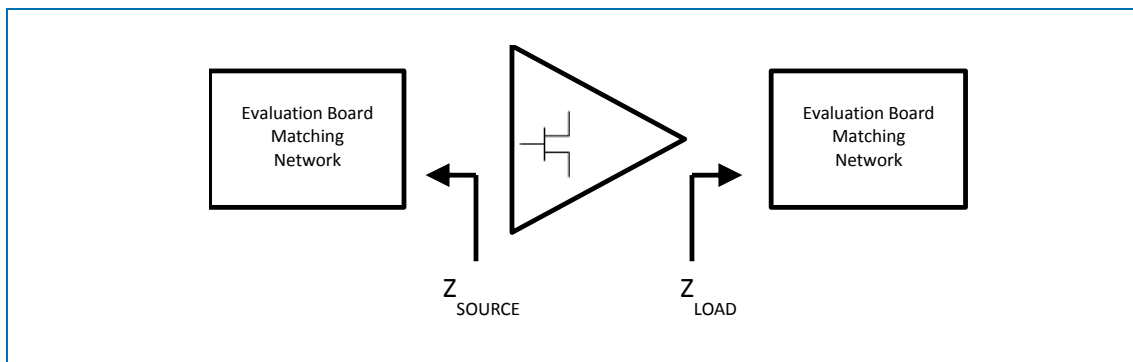 Evaluation Board
Matching
Network
Evaluation Board
Matching
Network
Z SOURCE
Z LOAD